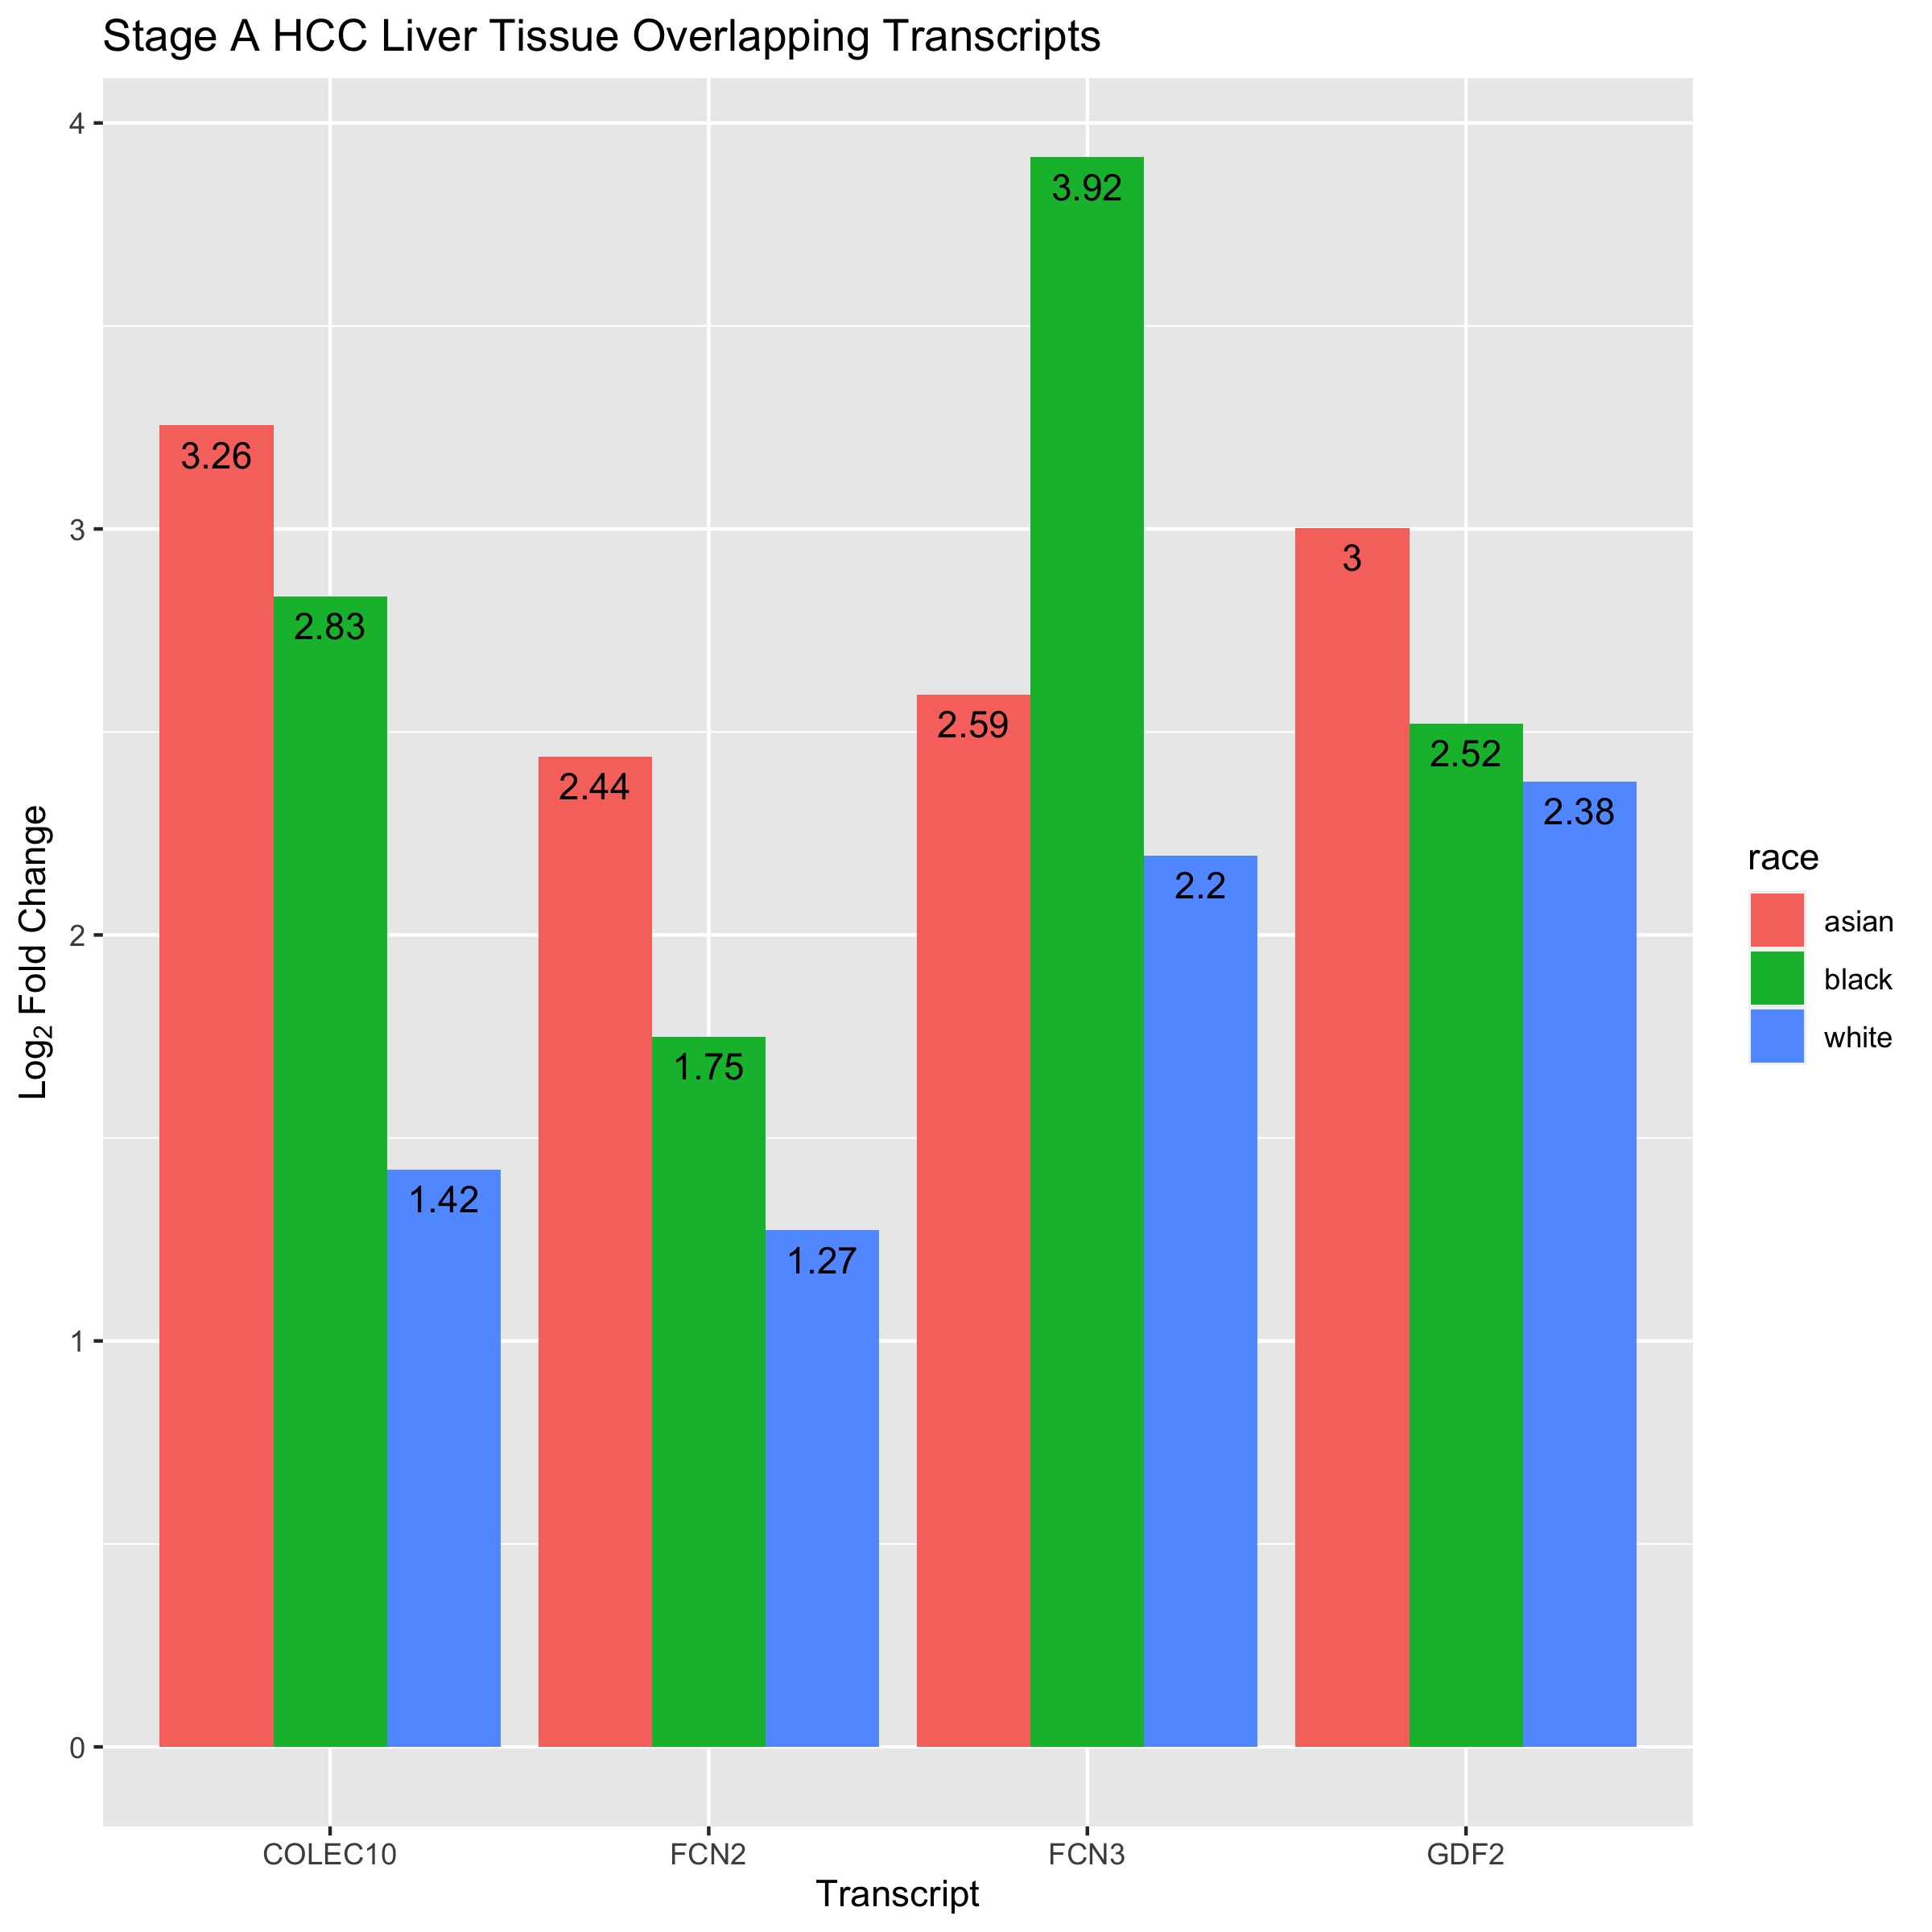 Stage A HCC Liver Tissue Overlapping Transcripts
4
3
2
1
0
Log₂ Fold Change
3.26
2.83
1.42
2.44
1.75
1.27
2.59
3.92
2.2
3
2.52
2.38
COLEC10
FCN2
FCN3
GDF2
Transcript
race
asian
black
white